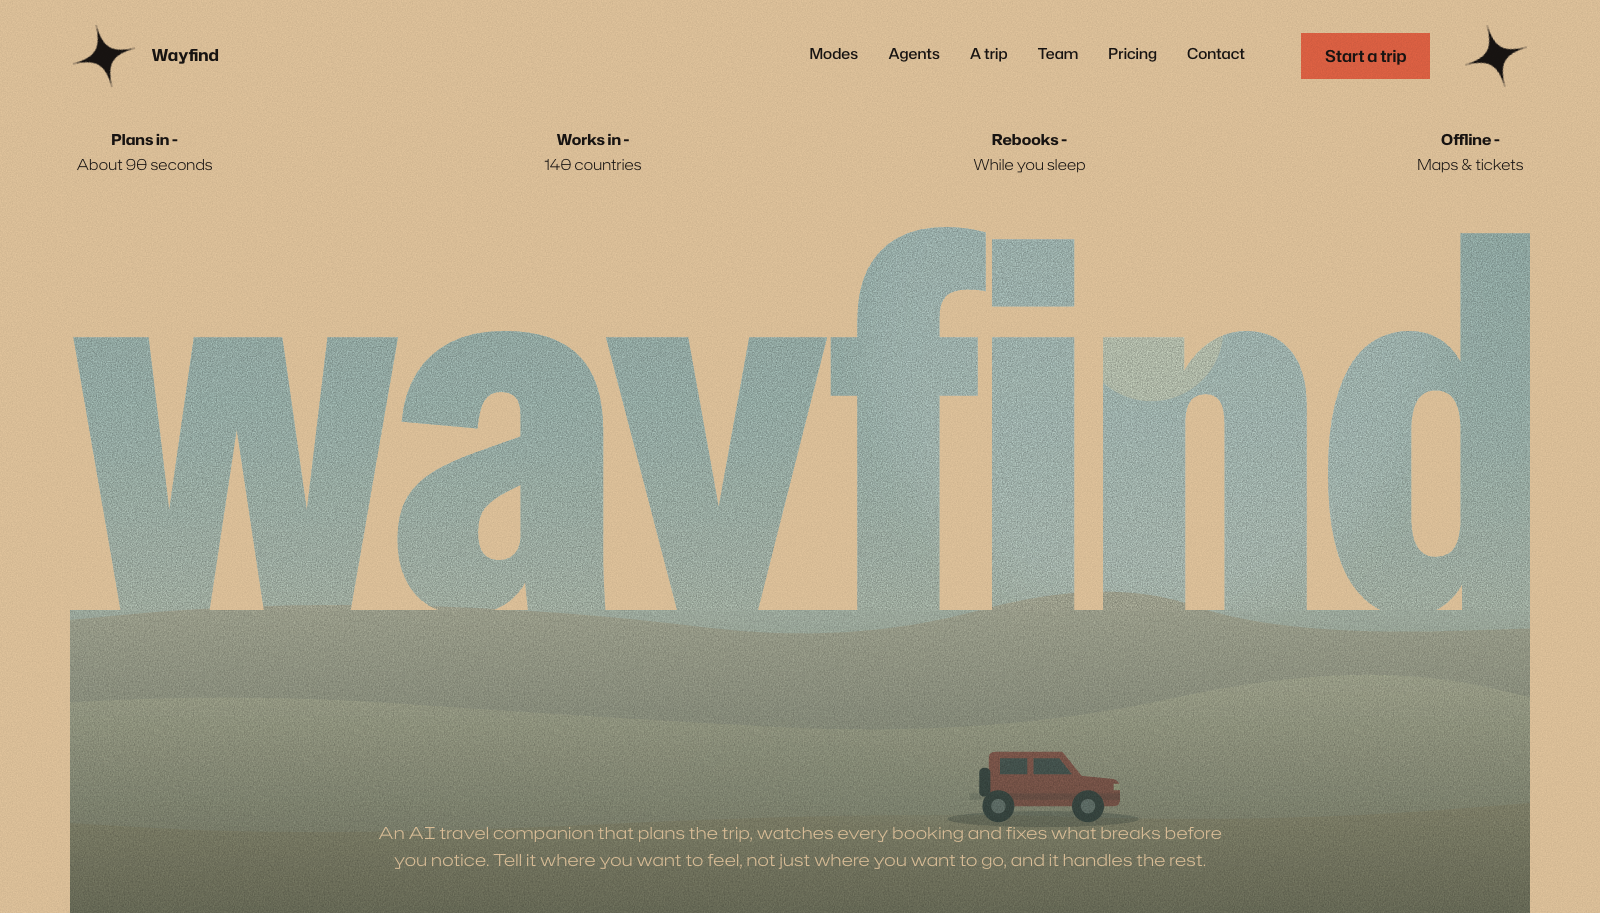 Wayfind
Modes Agents A trip Team Pricing Contact Start a trip
Plans in - Works in - Rebooks - Offline -
About 90 seconds 140 countries While you sleep Maps & tickets
wayfind
An AI travel companion that plans the trip, watches every booking and fixes what breaks before
you notice. Tell it where you want to feel, not just where you want to go, and it handles the rest.